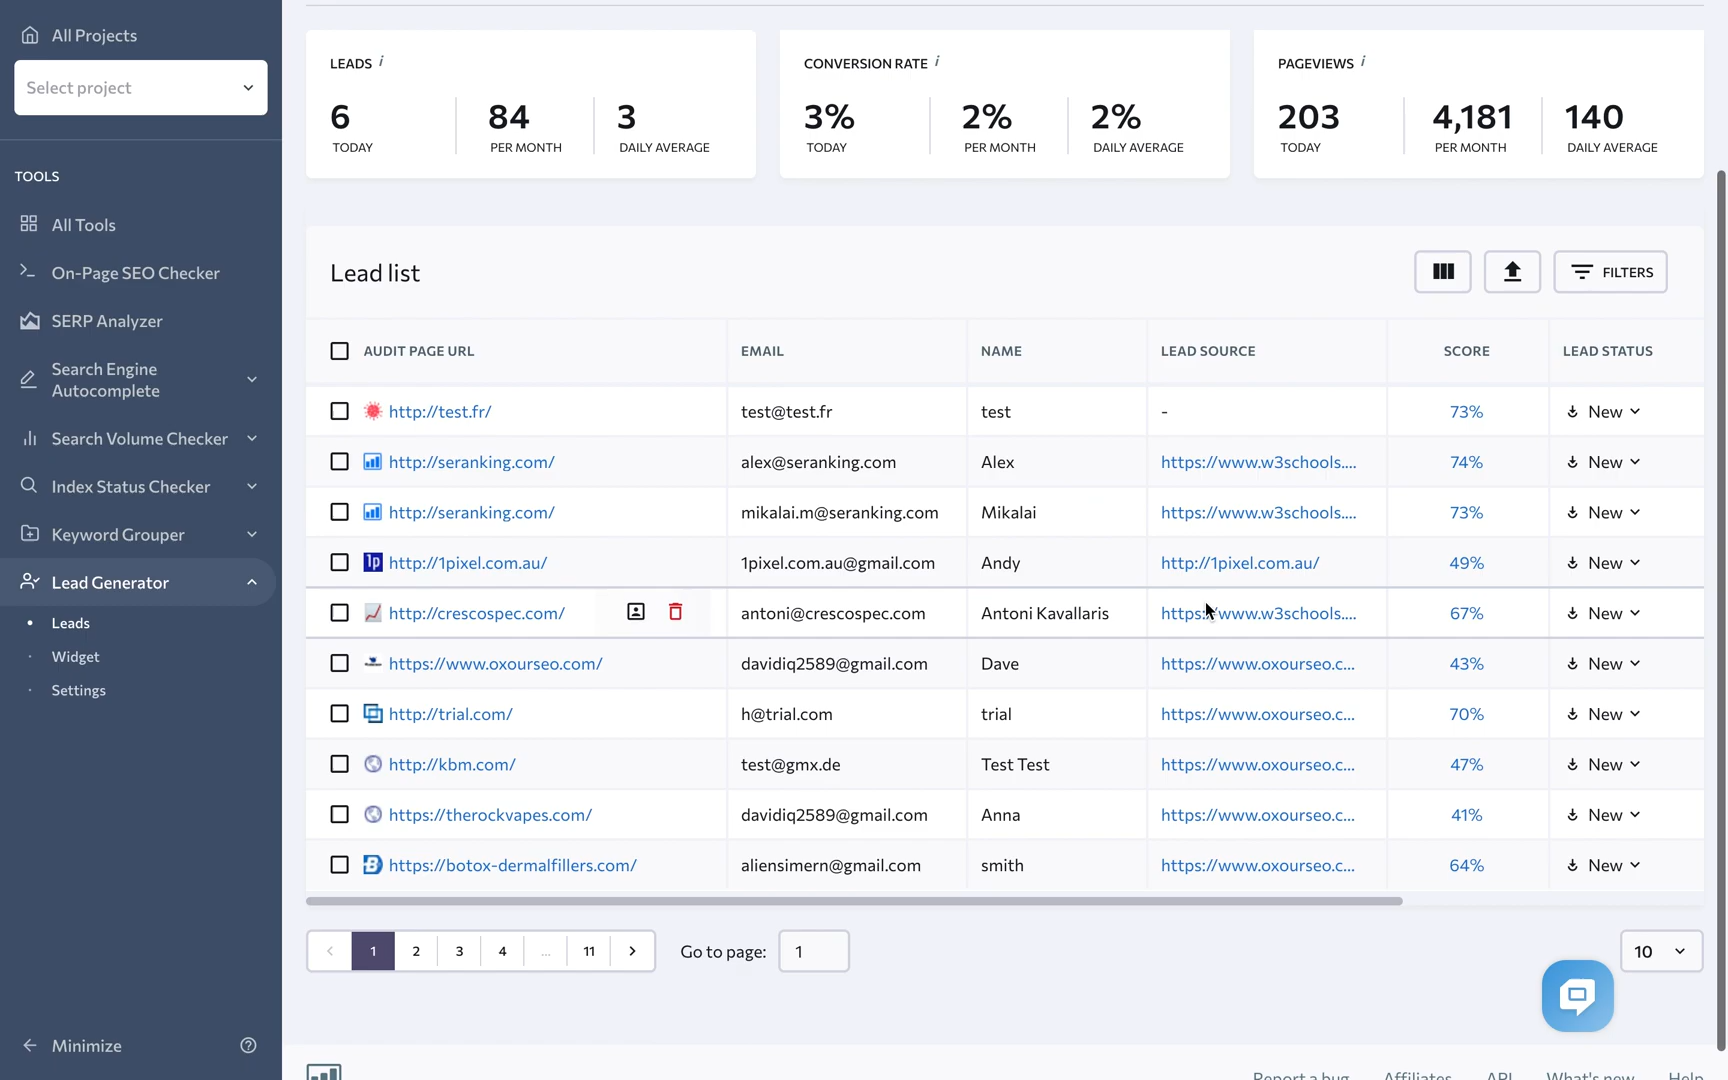 All Projects
Select project
TOOLS
All Tools
On-Page SEO Checker
SERP Analyzer
Search Engine
Autocomplete
Search Volume Checker
Index Status Checker
Keyword Grouper
Lead Generator
Leads
Widget
Settings
Minimize
LEADS i
6 84 3
TODAY PER MONTH DAILY AVERAGE
CONVERSION RATE i
3% 2% 2%
TODAY PER MONTH DAILY AVERAGE
PAGEVIEWS i
203 4,181 140
TODAY PER MONTH DAILY AVERAGE
Lead list FILTERS
AUDIT PAGE URL EMAIL NAME LEAD SOURCE SCORE LEAD STATUS
http://test.fr/ test@test.fr test - 73% New
http://seranking.com/ alex@seranking.com Alex https://www.w3schools.... 74% New
http://seranking.com/ mikalai.m@seranking.com Mikalai https://www.w3schools.... 73% New
1p http://1pixel.com.au/ 1pixel.com.au@gmail.com Andy http://1pixel.com.au/ 49% New
http://crescospec.com/ antoni@crescospec.com Antoni Kavallaris https://www.w3schools.... 67% New
https://www.oxourseo.com/ davidiq2589@gmail.com Dave https://www.oxourseo.c... 43% New
http://trial.com/ h@trial.com trial https://www.oxourseo.c... 70% New
http://kbm.com/ test@gmx.de Test Test https://www.oxourseo.c... 47% New
https://therockvapes.com/ davidiq2589@gmail.com Anna https://www.oxourseo.c... 41% New
https://botox-dermalfillers.com/ aliensimern@gmail.com smith https://www.oxourseo.c... 64% New
< 1 2 3 4 ... 11 > Go to page: 1 10
Report a bug Affiliates API What's new Help